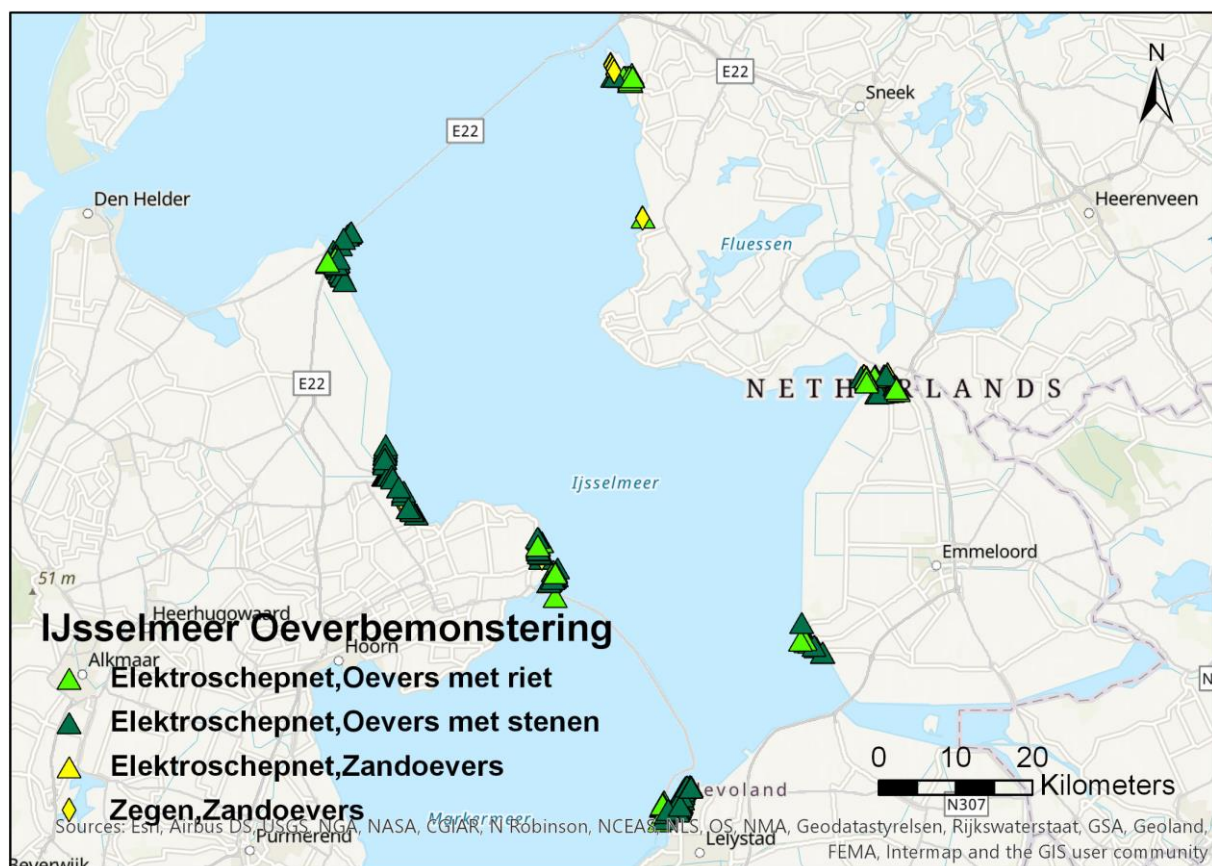 N
E22
Sneek
E22
Den Helder
Heerenveen
Fluessen
E22
NETHERLANDS
Ijsselmeer
51 m
Emmeloord
Heerhugowaard
IJsselmeer Oeverbemonstering
Hoorn
Alkmaar
Elektroschepnet,Oevers met riet
N
Elektroschepnet,Oevers met stenen
0 10 20
Elektroschepnet,Zandoevers
Kilometers
evoland
N307
Zegen,Zandoevers
Markermeer
Sources: Esri, Airbus DS, USGS, NGA, NASA, CGIAR, N Robinson, NCEAS, NLS, OS, NMA, Geodatastyrelsen, Rijkswaterstaat, GSA, Geoland,
Purmerend
Lelystad
FEMA, Intermap and the GIS user community
Beverwijk